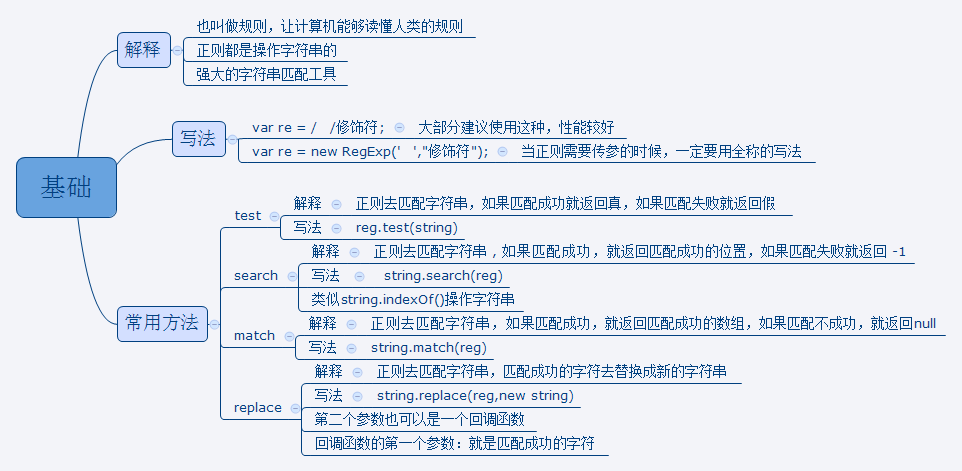 基础
解释
也叫做规则，让计算机能够读懂人类的规则
正则都是操作字符串的
强大的字符串匹配工具
写法
var re = /   /修饰符; 大部分建议使用这种，性能较好
var re = new RegExp('   ',"修饰符"); 当正则需要传参的时候，一定要用全称的写法
常用方法
test
解释 正则去匹配字符串，如果匹配成功就返回真，如果匹配失败就返回假
写法 reg.test(string)
search
解释 正则去匹配字符串，如果匹配成功，就返回匹配成功的位置，如果匹配失败就返回 -1
写法 string.search(reg)
类似string.indexOf()操作字符串
match
解释 正则去匹配字符串，如果匹配成功，就返回匹配成功的数组，如果匹配不成功，就返回null
写法 string.match(reg)
replace
解释 正则去匹配字符串，匹配成功的字符去替换成新的字符串
写法 string.replace(reg,new string)
第二个参数也可以是一个回调函数
回调函数的第一个参数：就是匹配成功的字符